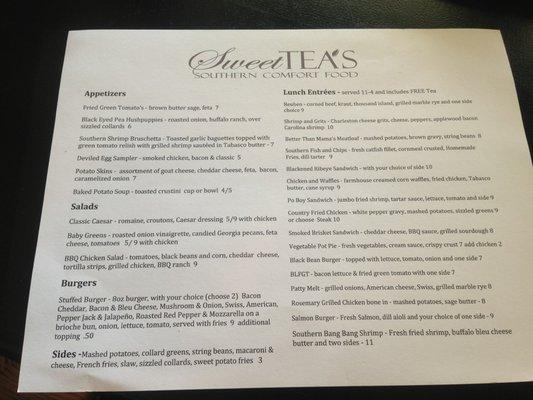 Sweet TEA'S
SOUTHERN COMFORT FOOD
Appetizers
Fried Green Tomato's - brown butter sage, feta 7
Black Eyed Pea Hushpuppies - roasted onion, buffalo ranch, over
sizzled collards 6
Southern Shrimp Bruschetta - Toasted garlic baguettes topped with
green tomato relish with grilled shrimp sautéed in Tabasco butter - 7
Deviled Egg Sampler - smoked chicken, bacon & classic 5
Potato Skins - assortment of goat cheese, cheddar cheese, feta, bacon,
caramelized onion 7
Baked Potato Soup - toasted crustini cup or bowl 4/5
Salads
Classic Caesar - romaine, croutons, Caesar dressing 5/9 with chicken
Baby Greens - roasted onion vinaigrette, candied Georgia pecans, feta
cheese, tomatoes 5/ 9 with chicken
BBQ Chicken Salad - tomatoes, black beans and corn, cheddar cheese,
tortilla strips, grilled chicken, BBQ ranch 9
Burgers
Stuffed Burger - 8oz burger, with your choice (choose 2) Bacon
Cheddar, Bacon & Bleu Cheese, Mushroom & Onion, Swiss, American,
Pepper Jack & Jalapeño, Roasted Red Pepper & Mozzarella on a
brioche bun, onion, lettuce, tomato, served with fries 9 additional
topping .50
Sides -Mashed potatoes, collard greens, string beans, macaroni &
cheese, French fries, slaw, sizzled collards, sweet potato fries 3
Lunch Entrées - served 11-4 and includes FREE Tea
Reuben - corned beef, kraut, thousand island, grilled marble rye and one side
choice 9
Shrimp and Grits - Charleston cheese grits, cheese, peppers, applewood bacon
Carolina shrimp 10
Better Than Mama's Meatloaf - mashed potatoes, brown gravy, string beans 8
Southern Fish and Chips - fresh catfish fillet, cornmeal crusted, Homemade
Fries, dill tarter 9
Blackened Ribeye Sandwich - with your choice of side 10
Chicken and Waffles - farmhouse creamed corn waffles, fried chicken, Tabasco
butter, cane syrup 9
Po Boy Sandwich - jumbo fried shrimp, tartar sauce, lettuce, tomato and side 9
Country Fried Chicken - white pepper gravy, mashed potatoes, sizzled greens 9
or choose Steak 10
Smoked Brisket Sandwich - cheddar cheese, BBQ sauce, grilled sourdough 8
Vegetable Pot Pie - fresh vegetables, cream sauce, crispy crust 7 add chicken 2
Black Bean Burger - topped with lettuce, tomato, onion and one side 7
BLFGT - bacon lettuce & fried green tomato with one side 7
Patty Melt - grilled onions, American cheese, Swiss, grilled marble rye 8
Rosemary Grilled Chicken bone in - mashed potatoes, sage butter - 8
Salmon Burger - Fresh Salmon, dill aioli and your choice of one side - 9
Southern Bang Bang Shrimp - Fresh fried shrimp, buffalo bleu cheese
butter and two sides - 11